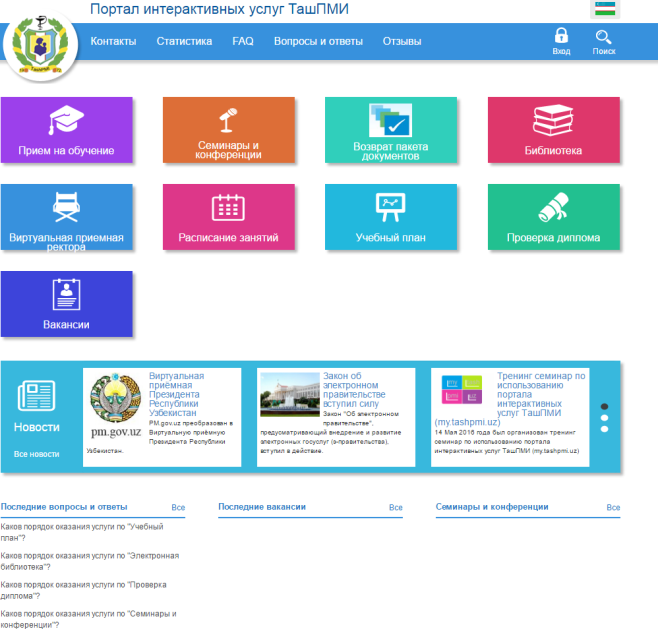 Портал интерактивных услуг ТашПМИ
Контакты Статистика FAQ Вопросы и ответы Отзывы
Вход Поиск
Прием на обучение
Семинары и
конференции
Возврат пакета
документов
Библиотека
Виртуальная приемная
ректора
Расписание занятий
Учебный план
Проверка диплома
Вакансии
Новости
Все новости
Виртуальная
приёмная
Президента
Республики
Узбекистан
pm.gov.uz
PM.gov.uz преобразован в
Виртуальную приёмную
Президента Республики
Узбекистан.
Закон об
электронном
правительстве
вступил силу
Закон "Об электронном
правительстве",
предусматривающий внедрение и развитие
электронных госуслуг (e-правительства),
вступил в действие.
Тренинг семинар по
использованию
портала
интерактивных
услуг ТашПМИ
(my.tashpmi.uz)
14 Мая 2016 года был организован тренинг
семинар по использованию портала
интерактивных услуг ТашПМИ (my.tashpmi.uz)
Последние вопросы и ответы Все
Каков порядок оказания услуги по "Учебный
план"?
Каков порядок оказания услуги по "Электронная
библиотека"?
Каков порядок оказания услуги по "Проверка
диплома"?
Каков порядок оказания услуги по "Семинары и
конференции"?
Последние вакансии Все
Семинары и конференции Все